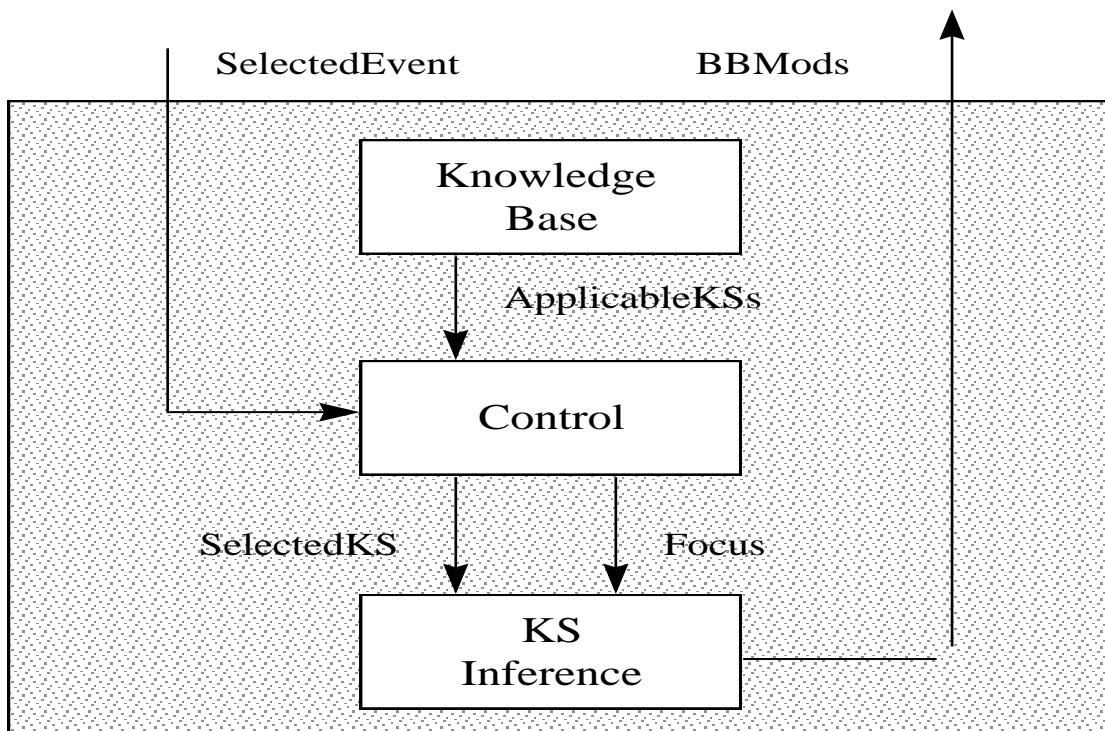 SelectedEvent
BBMods
Knowledge
Base
ApplicableKSs
Control
SelectedKS
Focus
KS
Inference